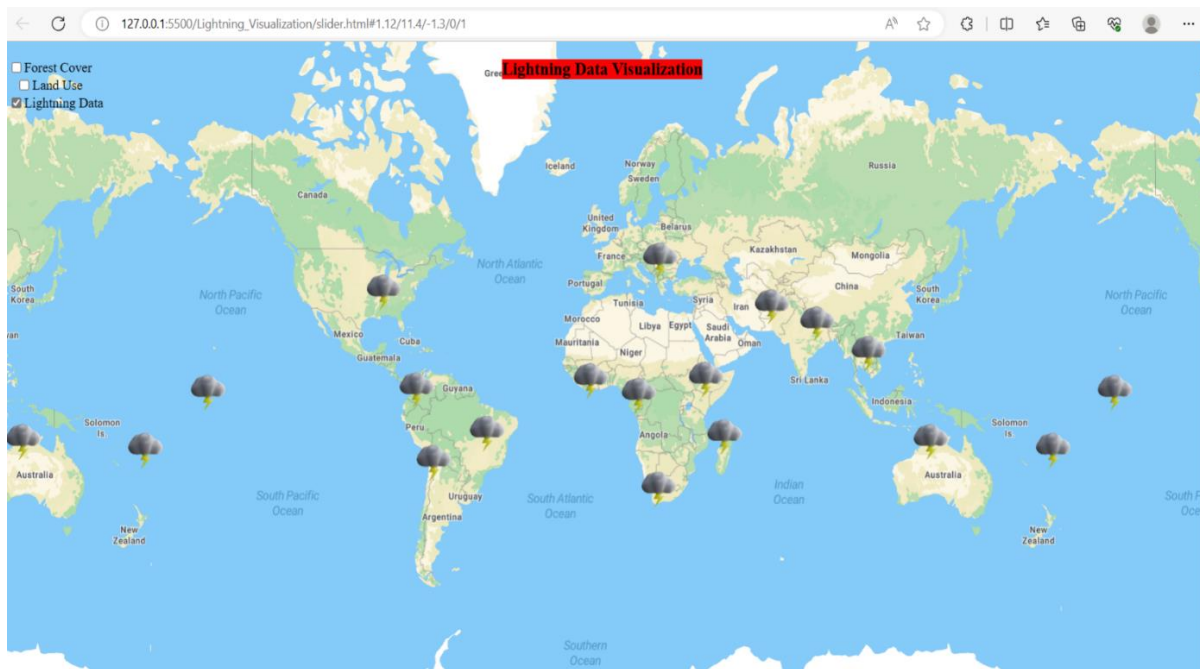 127.0.0.1:5500/Lightning_Visualization/slider.html#1.12/11.4/-1.3/0/1
Lightning Data Visualization
Forest Cover
Land Use
Lightning Data
Gre
Iceland
Norway
Sweden
Russia
Canada
United
Kingdom
Belarus
France
Kazakhstan
Mongolia
North Atlantic
Ocean
Portugal
China
South
Korea
North Pacific
Ocean
Tunisia
Syria
Iran
South
Korea
North Pacific
Ocean
Morocco
Libya
Egypt
Saudi
Arabia
Oman
Taiwan
Mexico
Cuba
Mauritania
Niger
Guatemala
Guyana
Sri Lanka
Indonesia
Solomon
Is.
Peru
Angola
Solomon
Is.
Australia
Australia
South Pacific
Ocean
Uruguay
South Atlantic
Ocean
Indian
Ocean
South P
Oce
Argentina
New
Zealand
New
Zealand
Southern
Ocean